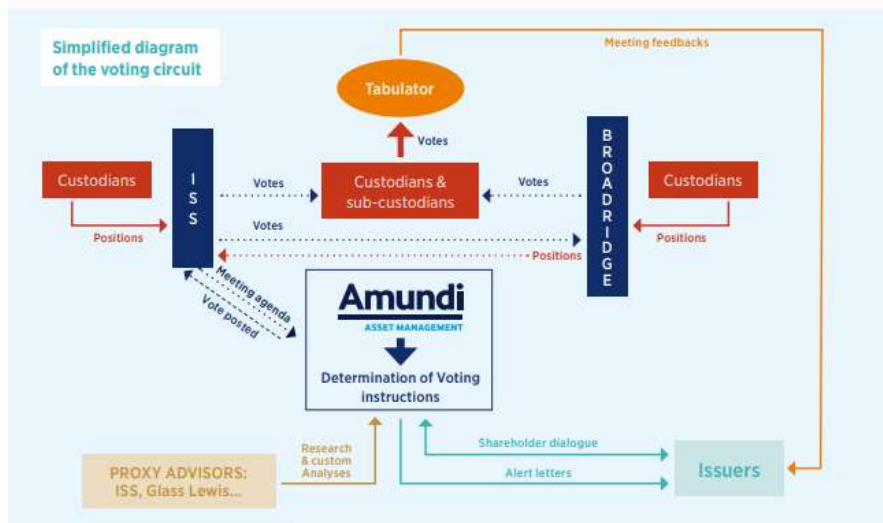 Simplified diagram
of the voting circuit
Meeting feedbacks
Tabulator
Votes
Custodians
ISS
Votes
Custodians &
sub-custodians
Votes
BROADRIDGE
Custodians
Positions
Votes
Positions
Positions
Meeting agenda
Vote posted
Amundi
ASSET MANAGEMENT
Determination of Voting
instructions
Shareholder dialogue
Research
& custom
Analyses
Alert letters
PROXY ADVISORS:
ISS, Glass Lewis...
Issuers